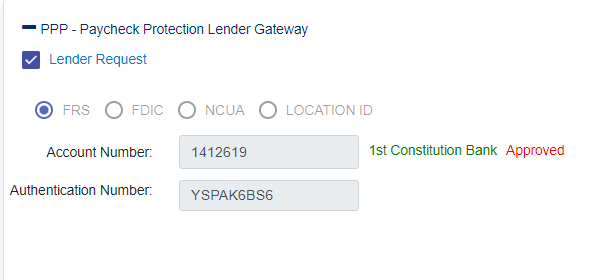 PPP - Paycheck Protection Lender Gateway
Lender Request
FRS FDIC NCUA LOCATION ID
Account Number: 1412619 1st Constitution Bank Approved
Authentication Number: YSPAK6BS6